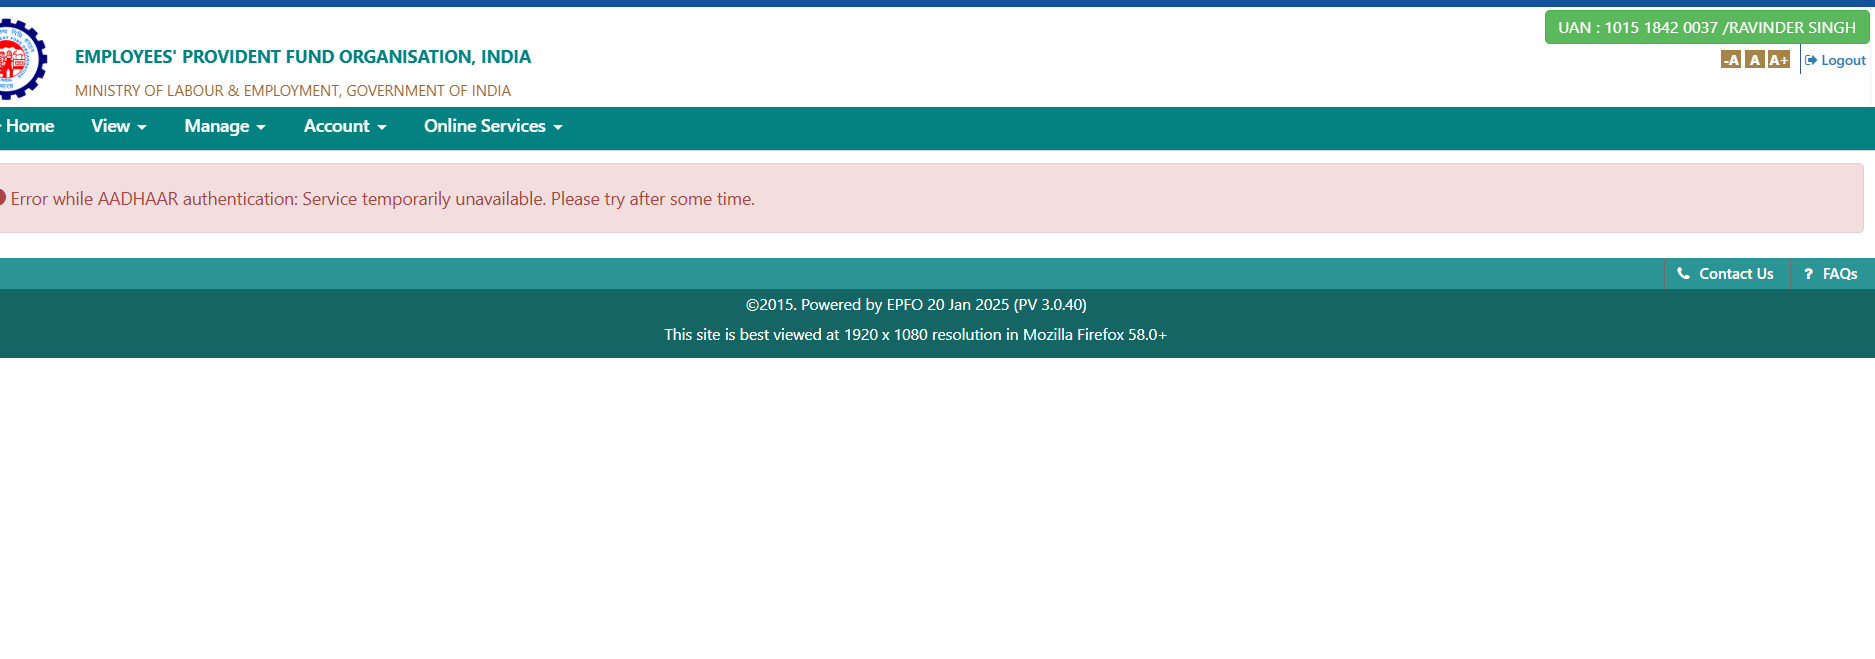 UAN : 1015 1842 0037 /RAVINDER SINGH
EMPLOYEES' PROVIDENT FUND ORGANISATION, INDIA
-A A A+ Logout
MINISTRY OF LABOUR & EMPLOYMENT, GOVERNMENT OF INDIA
Home View Manage Account Online Services
Error while AADHAAR authentication: Service temporarily unavailable. Please try after some time.
Contact Us ? FAQs
©2015. Powered by EPFO 20 Jan 2025 (PV 3.0.40)
This site is best viewed at 1920 x 1080 resolution in Mozilla Firefox 58.0+